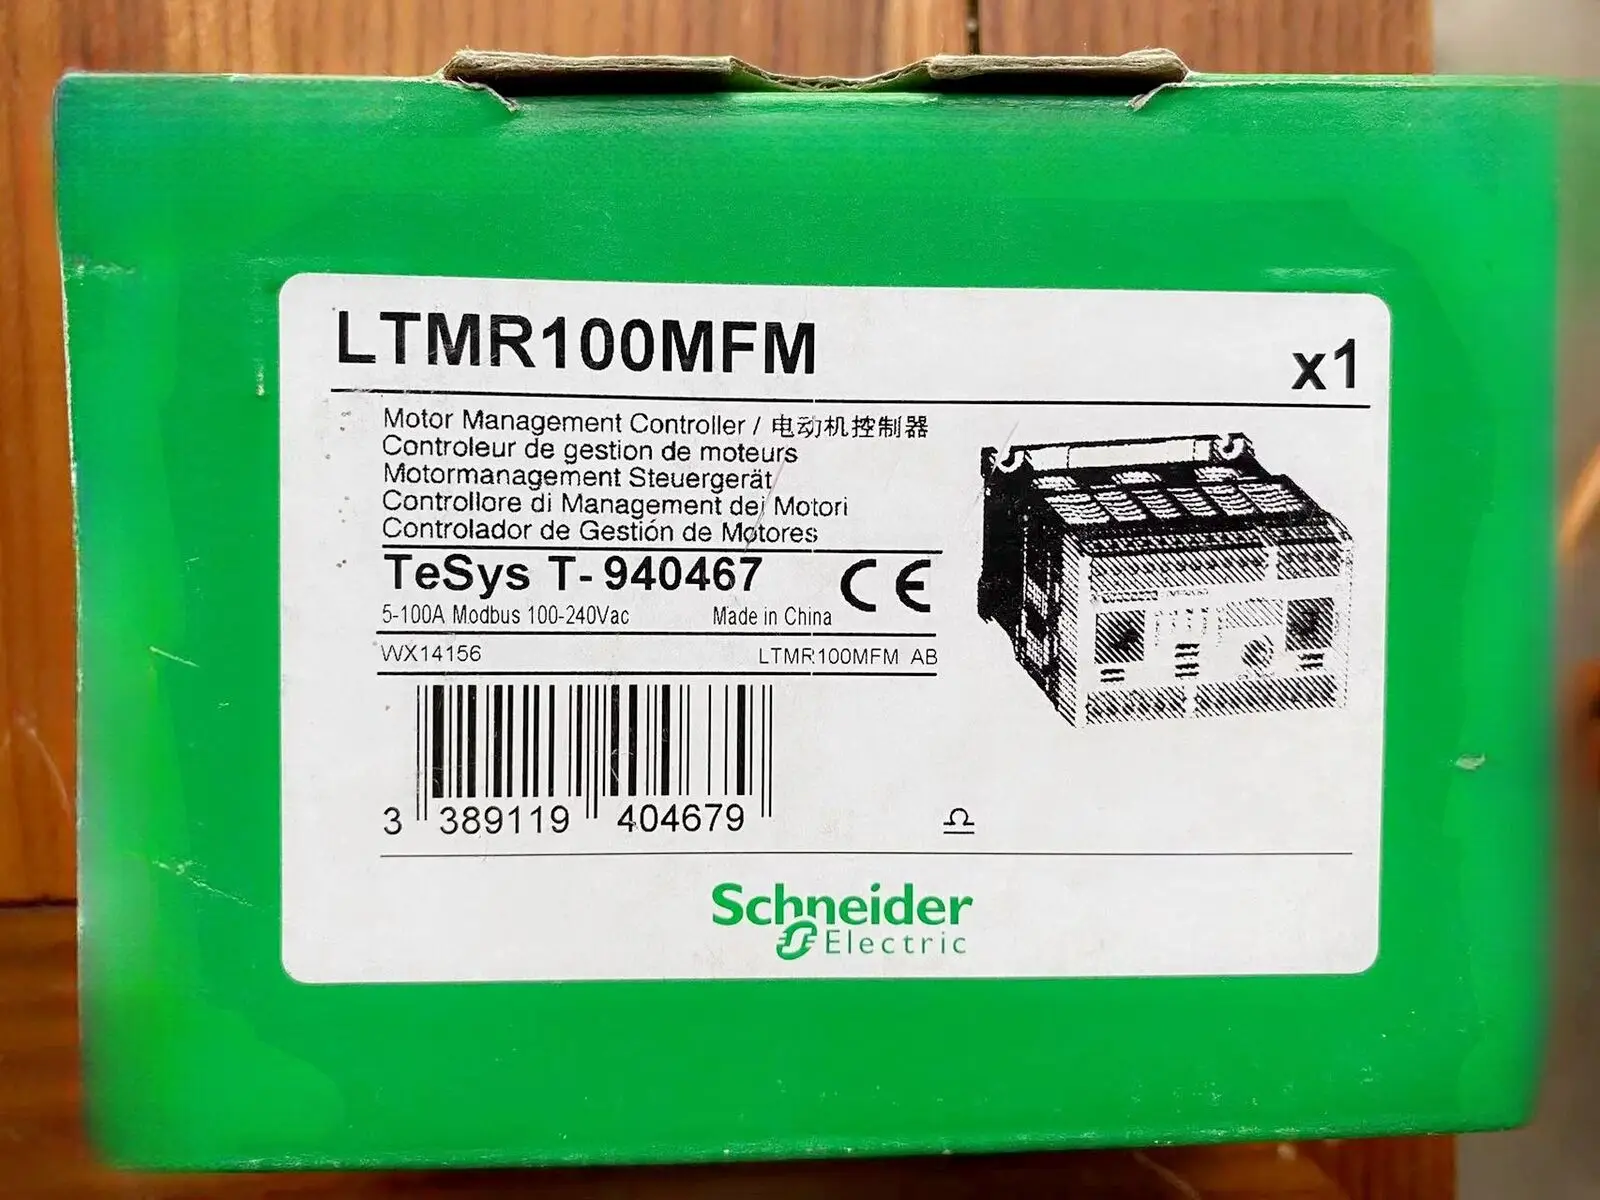 LTMR100MFM
x1
Motor Management Controller / 电动机控制器
Controleur de gestion de moteurs
Motormanagement Steuergerät
Controllore di Management dei Motori
Controlador de Gestión de Motores
TeSys T- 940467
CE
5-100A Modbus 100-240Vac Made in China
WX14156 LTMR100MFM AB
3 389119 404679
Schneider
Electric